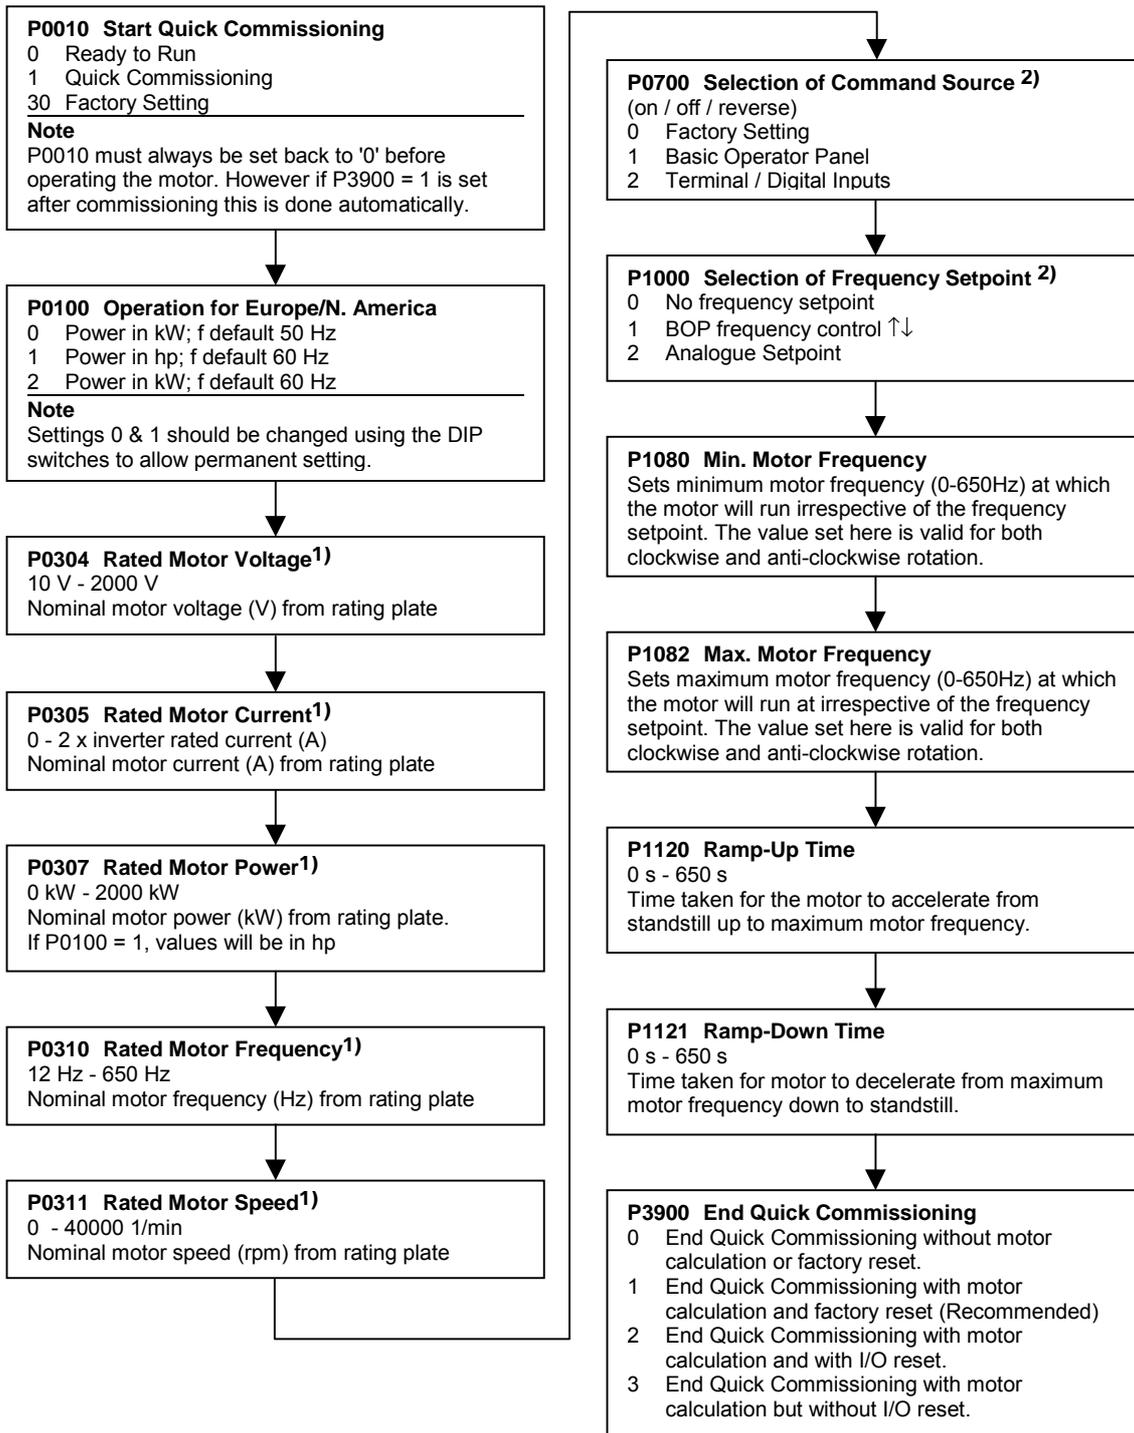 P0010 Start Quick Commissioning
0 Ready to Run
1 Quick Commissioning
30 Factory Setting
Note
P0010 must always be set back to '0' before
operating the motor. However if P3900 = 1 is set
after commissioning this is done automatically.
P0100 Operation for Europe/N. America
0 Power in kW; f default 50 Hz
1 Power in hp; f default 60 Hz
2 Power in kW; f default 60 Hz
Note
Settings 0 & 1 should be changed using the DIP
switches to allow permanent setting.
P0304 Rated Motor Voltage1)
10 V - 2000 V
Nominal motor voltage (V) from rating plate
P0305 Rated Motor Current1)
0 - 2 x inverter rated current (A)
Nominal motor current (A) from rating plate
P0307 Rated Motor Power1)
0 kW - 2000 kW
Nominal motor power (kW) from rating plate.
If P0100 = 1, values will be in hp
P0310 Rated Motor Frequency1)
12 Hz - 650 Hz
Nominal motor frequency (Hz) from rating plate
P0311 Rated Motor Speed1)
0 - 40000 1/min
Nominal motor speed (rpm) from rating plate
P0700 Selection of Command Source 2)
(on / off / reverse)
0 Factory Setting
1 Basic Operator Panel
2 Terminal / Digital Inputs
P1000 Selection of Frequency Setpoint 2)
0 No frequency setpoint
1 BOP frequency control ↑↓
2 Analogue Setpoint
P1080 Min. Motor Frequency
Sets minimum motor frequency (0-650Hz) at which
the motor will run irrespective of the frequency
setpoint. The value set here is valid for both
clockwise and anti-clockwise rotation.
P1082 Max. Motor Frequency
Sets maximum motor frequency (0-650Hz) at which
the motor will run at irrespective of the frequency
setpoint. The value set here is valid for both
clockwise and anti-clockwise rotation.
P1120 Ramp-Up Time
0 s - 650 s
Time taken for the motor to accelerate from
standstill up to maximum motor frequency.
P1121 Ramp-Down Time
0 s - 650 s
Time taken for motor to decelerate from maximum
motor frequency down to standstill.
P3900 End Quick Commissioning
0 End Quick Commissioning without motor
calculation or factory reset.
1 End Quick Commissioning with motor
calculation and factory reset (Recommended)
2 End Quick Commissioning with motor
calculation and with I/O reset.
3 End Quick Commissioning with motor
calculation but without I/O reset.